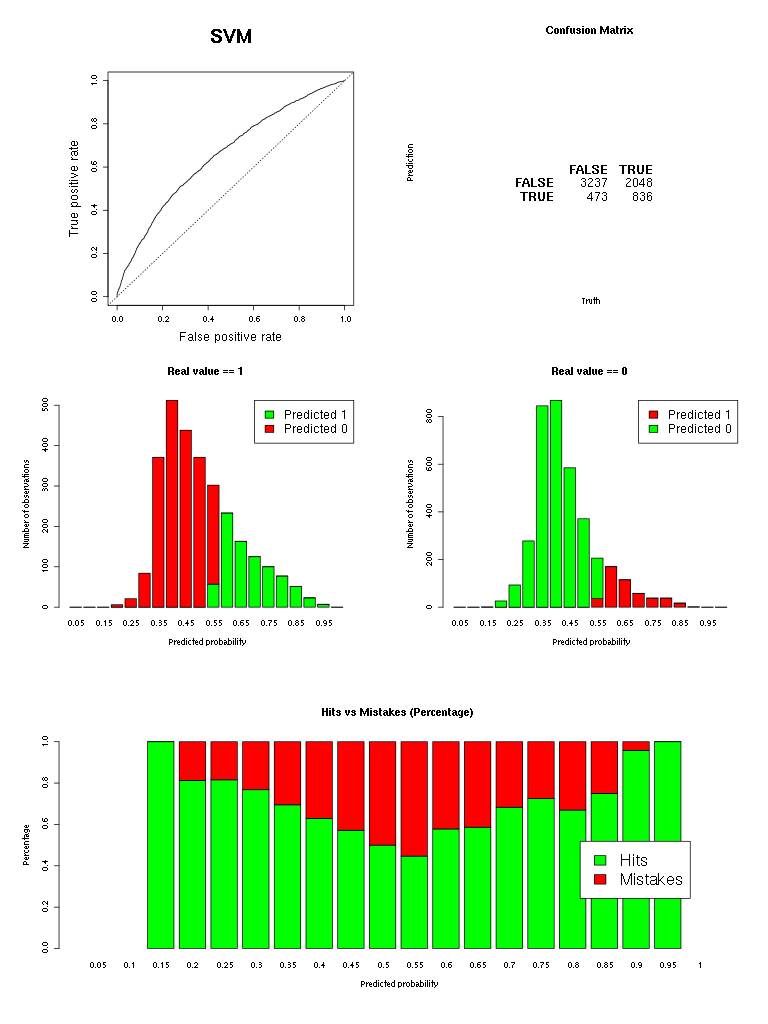 SVM
Confusion Matrix
True positive rate
0.0 0.2 0.4 0.6 0.8 1.0
0.0 0.2 0.4 0.6 0.8 1.0
False positive rate
Prediction
FALSE TRUE
FALSE 3237 2048
TRUE 473 836
Truth
Real value == 1
Number of observations
0 100 200 300 400 500
Predicted 1
Predicted 0
0.05 0.15 0.25 0.35 0.45 0.55 0.65 0.75 0.85 0.95
Predicted probability
Real value == 0
Number of observations
0 200 400 600 800
Predicted 1
Predicted 0
0.05 0.15 0.25 0.35 0.45 0.55 0.65 0.75 0.85 0.95
Predicted probability
Hits vs Mistakes (Percentage)
Percentage
0.0 0.2 0.4 0.6 0.8 1.0
Hits
Mistakes
0.05 0.1 0.15 0.2 0.25 0.3 0.35 0.4 0.45 0.5 0.55 0.6 0.65 0.7 0.75 0.8 0.85 0.9 0.95 1
Predicted probability